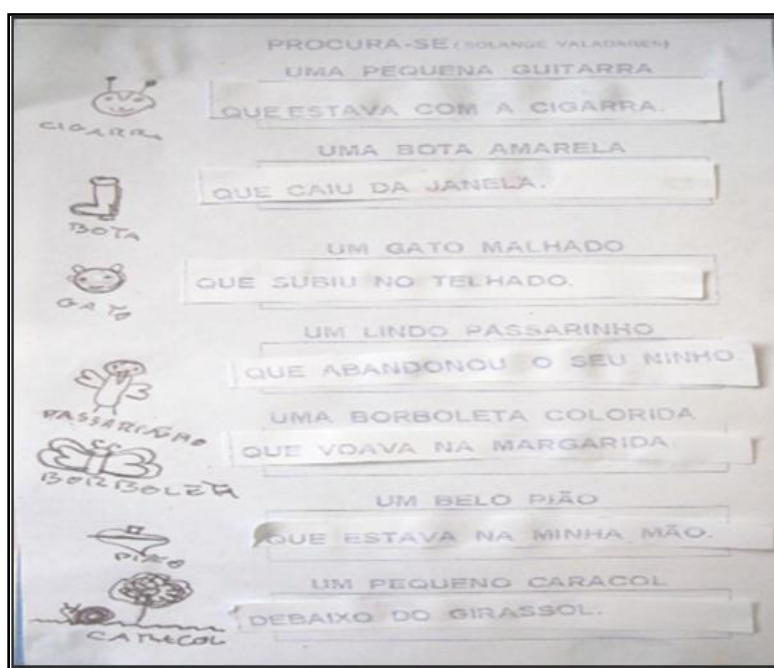 PROCURA-SE (SOLANGE VALADARES)
UMA PEQUENA GUITARRA
QUE ESTAVA COM A CIGARRA.
CIGARRA
UMA BOTA AMARELA
QUE CAIU DA JANELA.
BOTA
UM GATO MALHADO
QUE SUBIU NO TELHADO.
GATO
UM LINDO PASSARINHO
QUE ABANDONOU O SEU NINHO
PASSARINHO
UMA BORBOLETA COLORIDA
QUE VOAVA NA MARGARIDA.
BORBOLETA
UM BELO PIÃO
QUE ESTAVA NA MINHA MÃO.
PIÃO
UM PEQUENO CARACOL
DEBAIXO DO GIRASSOL.
CARACOL